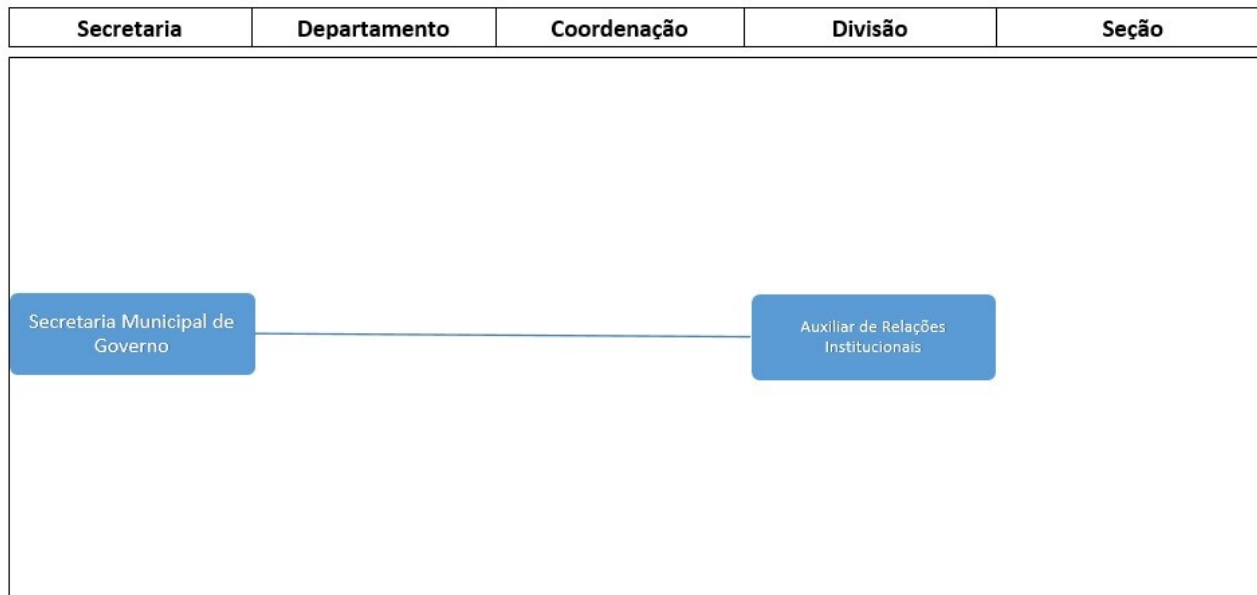 Secretaria Departamento Coordenação Divisão Seção
Secretaria Municipal de
Governo
Auxiliar de Relações
Institucionais